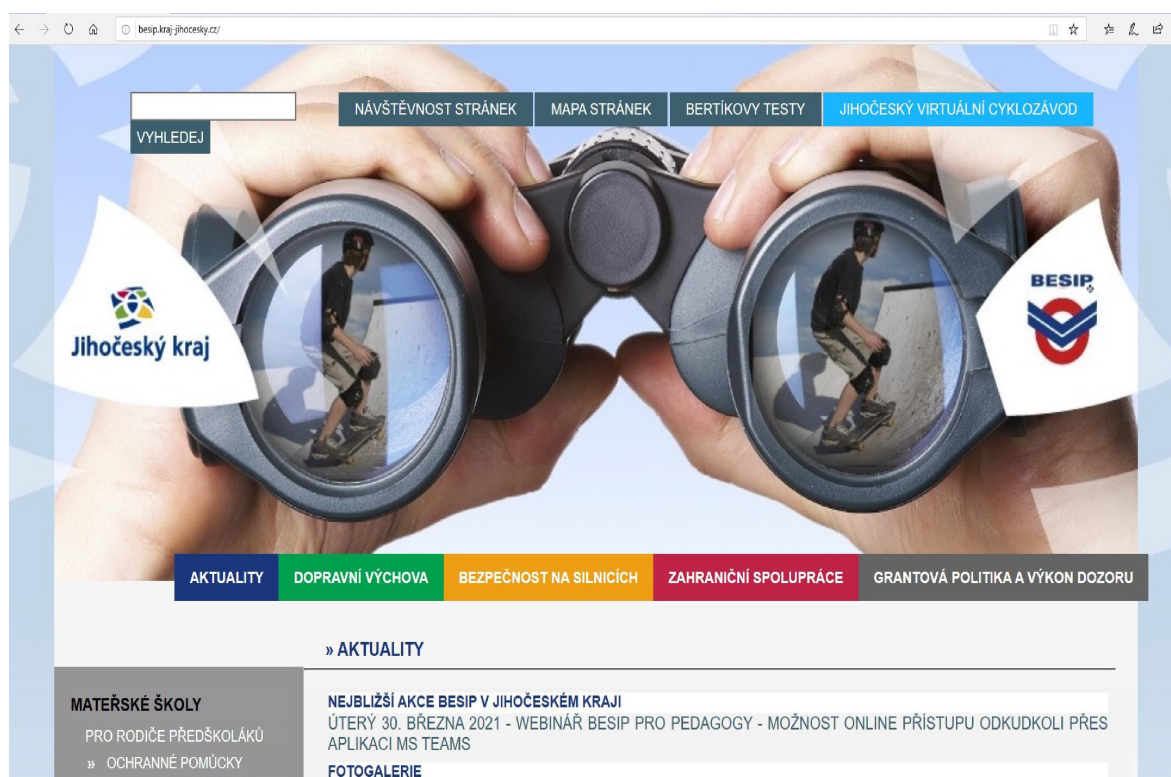 besip.kraj-jihocesky.cz/
NÁVŠTĚVNOST STRÁNEK
MAPA STRÁNEK
BERTÍKOVY TESTY
JIHOČESKÝ VIRTUÁLNÍ CYKLOZÁVOD
VYHLEDEJ
Jihočeský kraj
BESIP
AKTUALITY
DOPRAVNÍ VÝCHOVA
BEZPEČNOST NA SILNICÍCH
ZAHRANIČNÍ SPOLUPRÁCE
GRANTOVÁ POLITIKA A VÝKON DOZORU
» AKTUALITY
MATEŘSKÉ ŠKOLY
PRO RODIČE PŘEDŠKOLÁKŮ
» OCHRANNÉ POMŮCKY
NEJBLIŽŠÍ AKCE BESIP V JIHOČESKÉM KRAJI
ÚTERÝ 30. BŘEZNA 2021 - WEBINÁŘ BESIP PRO PEDAGOGY - MOŽNOST ONLINE PŘÍSTUPU ODKUDKOLI PŘES
APLIKACI MS TEAMS
FOTOGALERIE